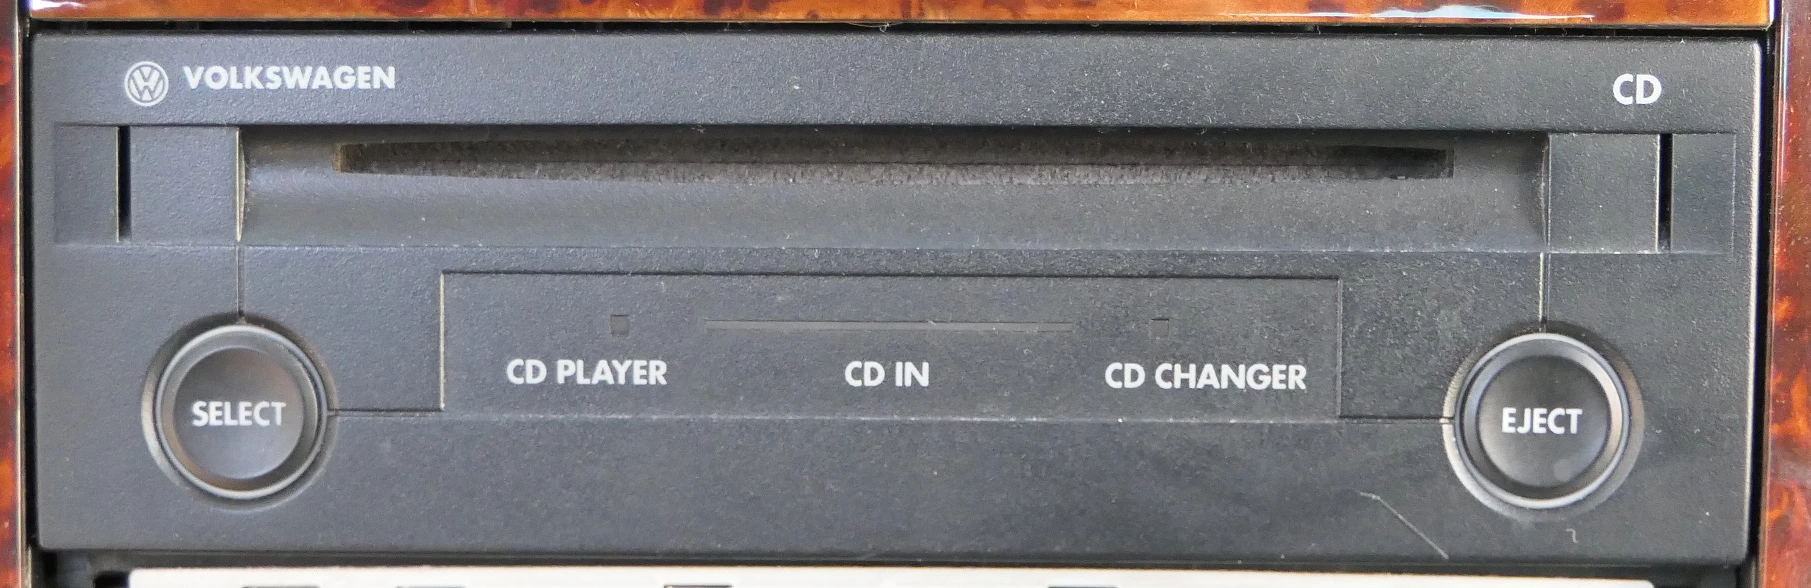 VOLKSWAGEN
CD
CD PLAYER
CD IN
CD CHANGER
SELECT
EJECT